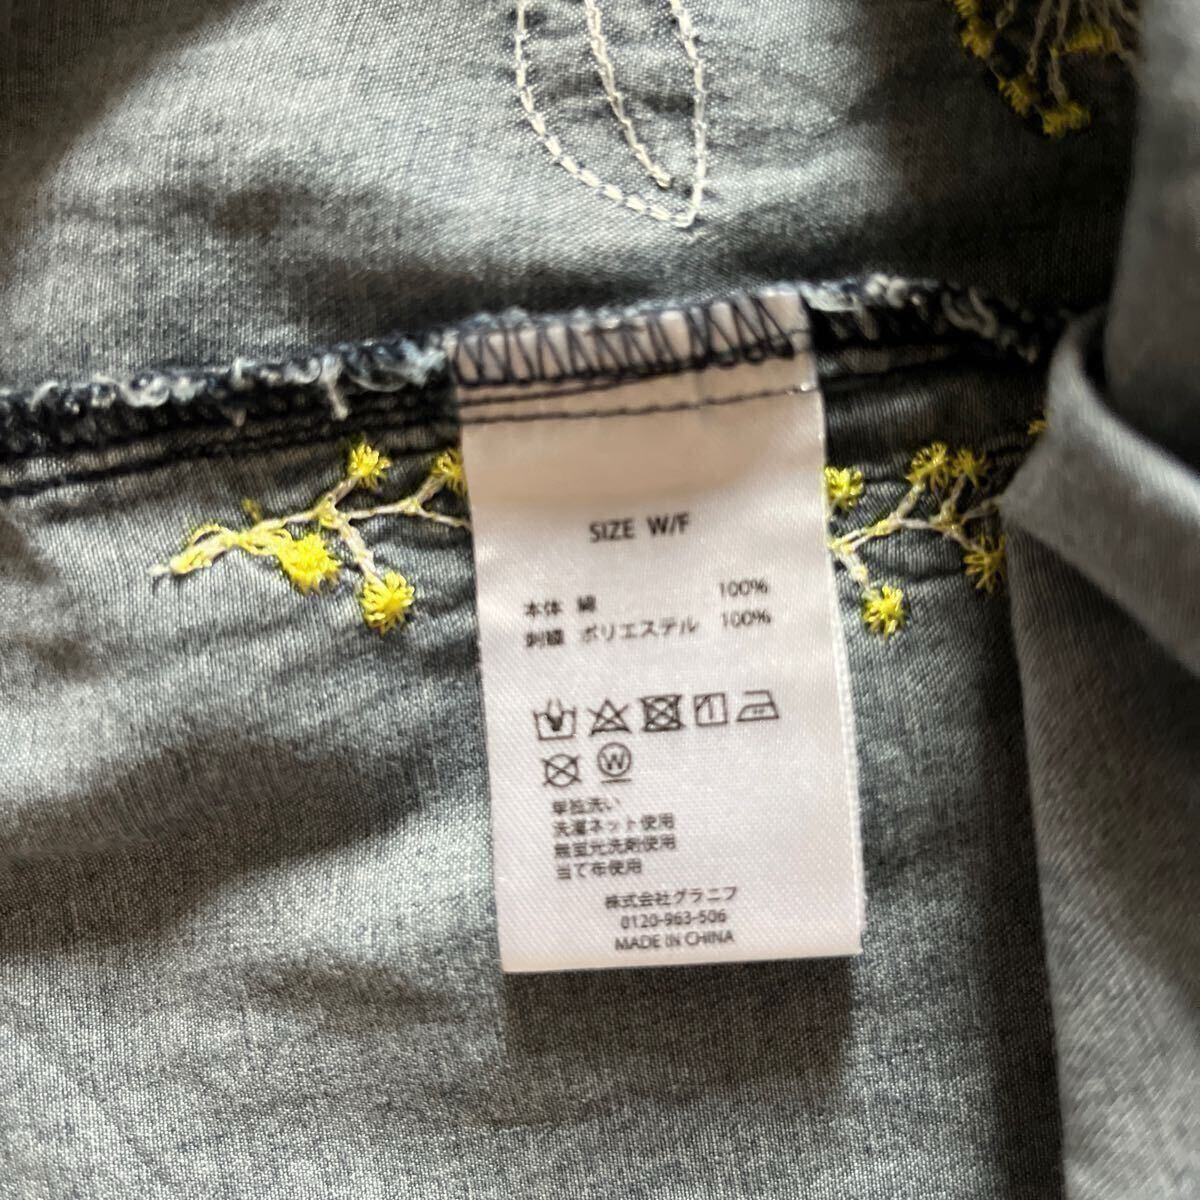 SIZE W/F
本体 綿 100%
刺繍 ポリエステル 100%
W
単独洗い
洗濯ネット使用
無蛍光洗剤使用
当て布使用
株式会社グラニフ
0120-963-506
MADE IN CHINA